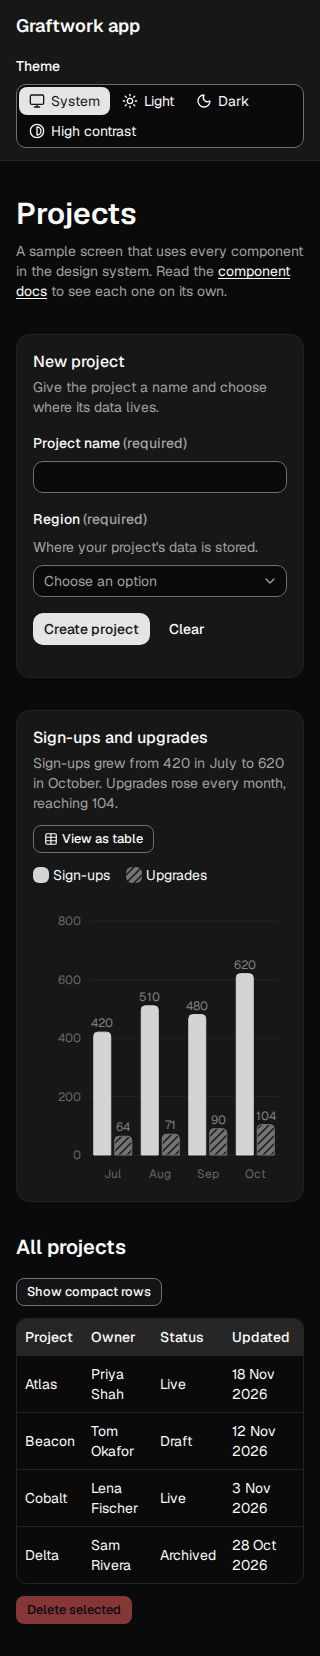 Graftwork app
Theme
System Light Dark
High contrast
Projects
A sample screen that uses every component
in the design system. Read the component
docs to see each one on its own.
New project
Give the project a name and choose
where its data lives.
Project name (required)
Region (required)
Where your project's data is stored.
Choose an option
Create project Clear
Sign-ups and upgrades
Sign-ups grew from 420 in July to 620
in October. Upgrades rose every month,
reaching 104.
View as table
Sign-ups Upgrades
800
600
400
200
0
420 64 510 71 480 90 620 104
Jul Aug Sep Oct
All projects
Show compact rows
Project Owner Status Updated
Atlas Priya Shah Live 18 Nov 2026
Beacon Tom Okafor Draft 12 Nov 2026
Cobalt Lena Fischer Live 3 Nov 2026
Delta Sam Rivera Archived 28 Oct 2026
Delete selected